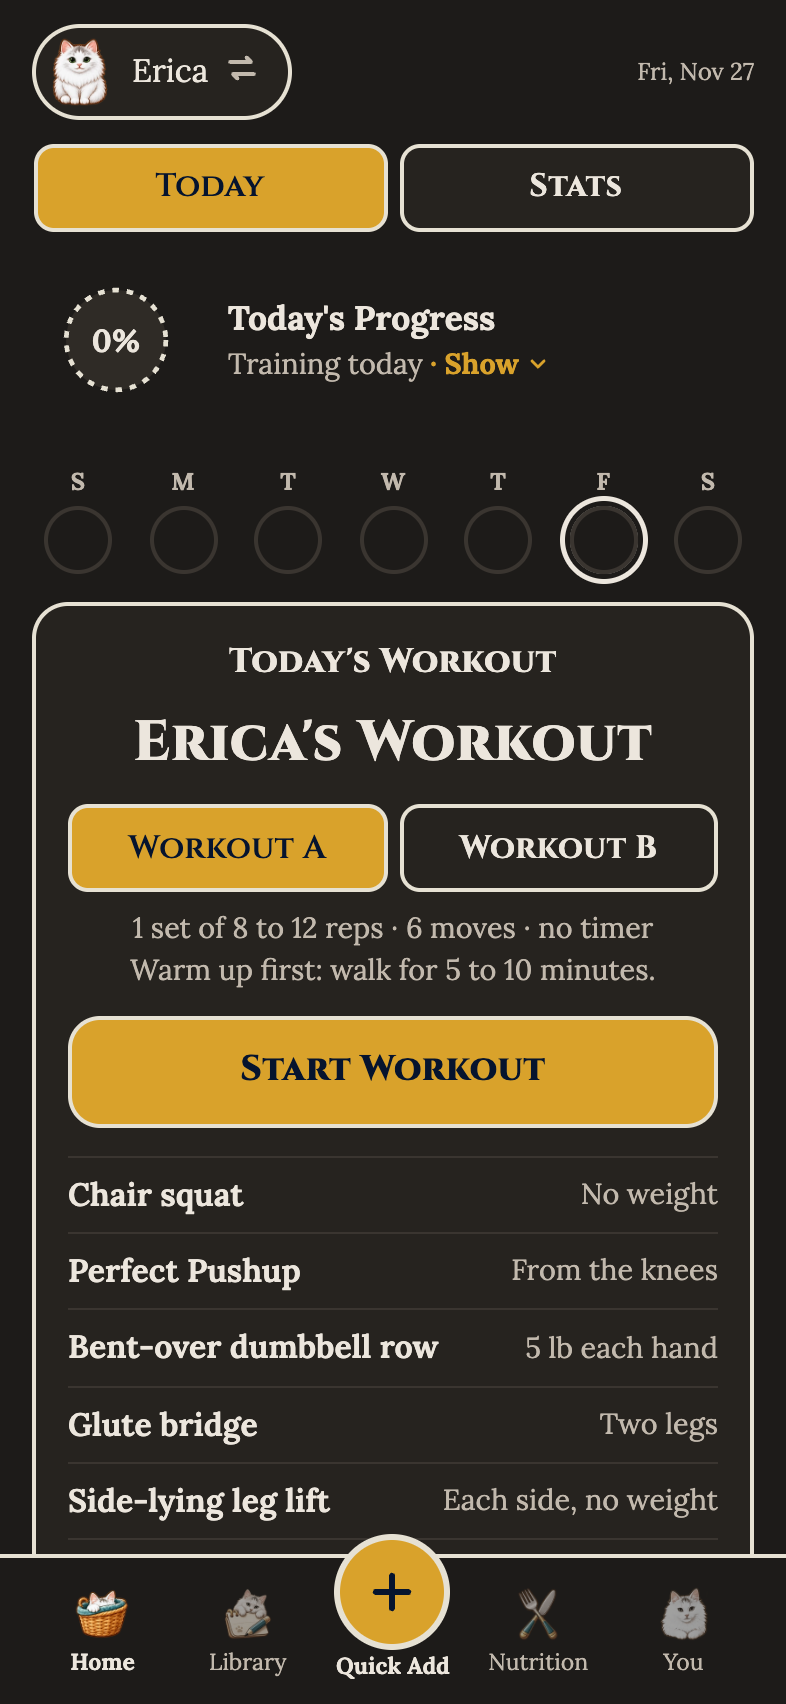 Erica
Fri, Nov 27
Today
Stats
0%
Today's Progress
Training today · Show
S M T W T F S
Today's Workout
Erica's Workout
Workout A
Workout B
1 set of 8 to 12 reps · 6 moves · no timer
Warm up first: walk for 5 to 10 minutes.
Start Workout
Chair squat No weight
Perfect Pushup From the knees
Bent-over dumbbell row 5 lb each hand
Glute bridge Two legs
Side-lying leg lift Each side, no weight
+
Home Library Quick Add Nutrition You